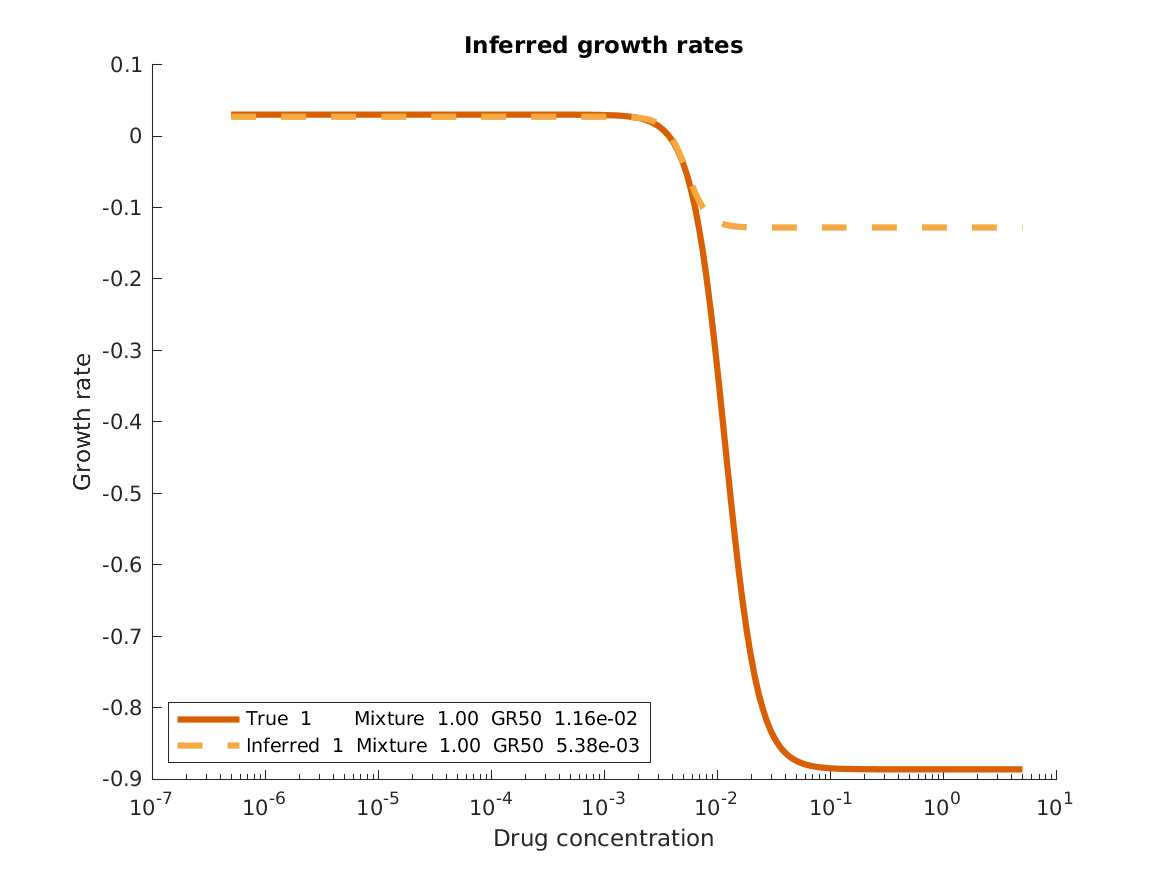 Inferred growth rates
0.1
0
-0.1
-0.2
-0.3
-0.4
-0.5
-0.6
-0.7
-0.8
-0.9
Growth rate
True 1 Mixture 1.00 GR50 1.16e-02
Inferred 1 Mixture 1.00 GR50 5.38e-03
10^-7 10^-6 10^-5 10^-4 10^-3 10^-2 10^-1 10^0 10^1
Drug concentration